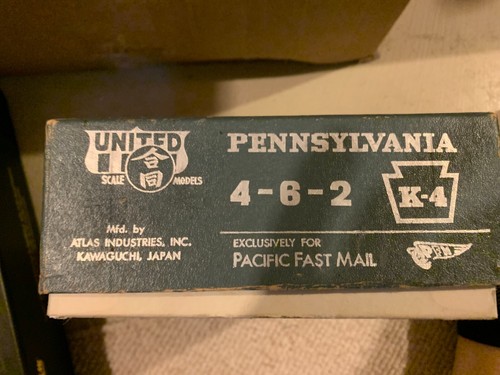 UNITED
合同
SCALE MODELS
Mfd. by
ATLAS INDUSTRIES, INC.
KAWAGUCHI, JAPAN
PENNSYLVANIA
4-6-2
K-4
EXCLUSIVELY FOR
PACIFIC FAST MAIL
PFM